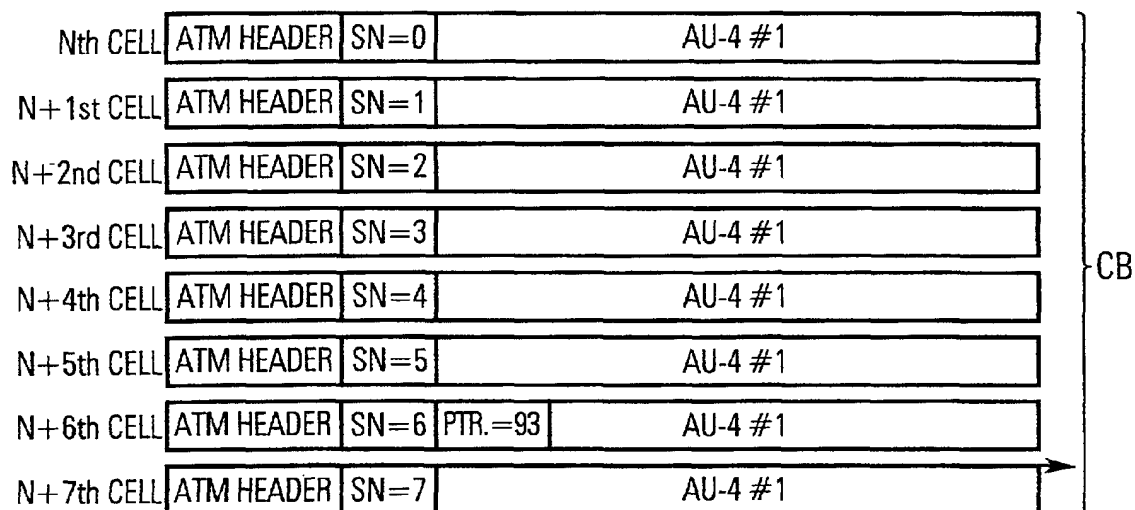 Nth CELL ATM HEADER SN=0 AU-4 #1
N+1st CELL ATM HEADER SN=1 AU-4 #1
N+2nd CELL ATM HEADER SN=2 AU-4 #1
N+3rd CELL ATM HEADER SN=3 AU-4 #1
N+4th CELL ATM HEADER SN=4 AU-4 #1
CB
N+5th CELL ATM HEADER SN=5 AU-4 #1
N+6th CELL ATM HEADER SN=6 PTR.=93 AU-4 #1
N+7th CELL ATM HEADER SN=7 AU-4 #1